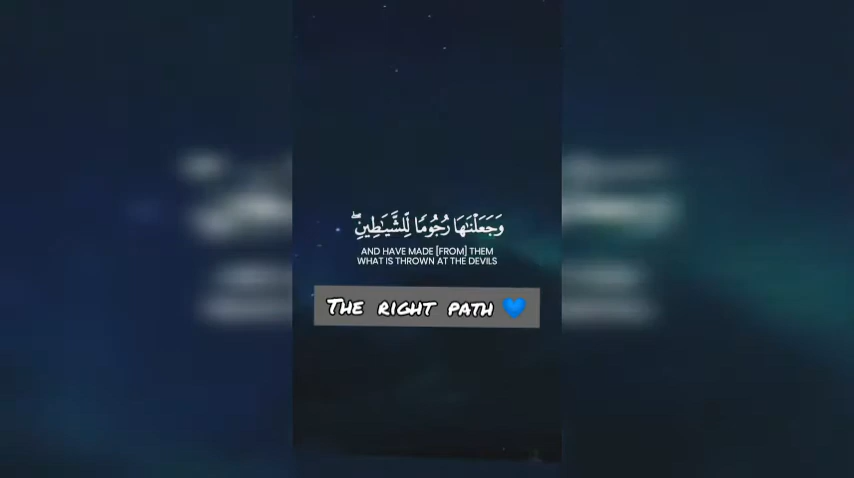 وَجَعَلْنَـٰهَا رُجُومًا لِّلشَّيَـٰطِينِ ۖ
AND HAVE MADE [FROM] THEM
WHAT IS THROWN AT THE DEVILS
THE RIGHT PATH 💙